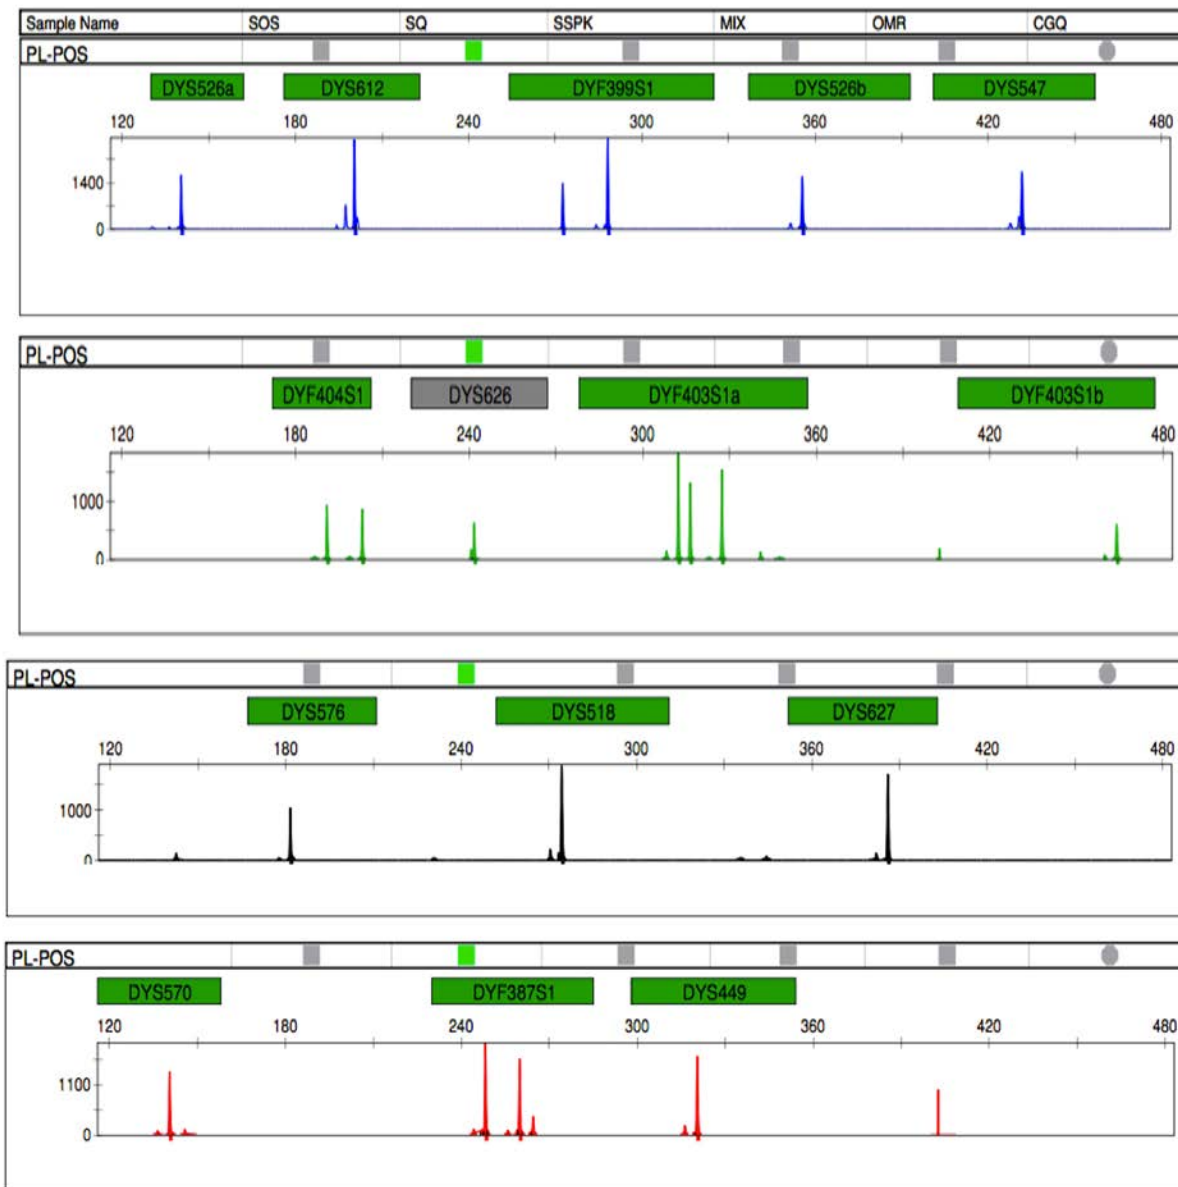 Sample Name SOS SQ SSPK MIX OMR CGQ
PL-POS
DYS526a DYS612 DYF399S1 DYS526b DYS547
120 180 240 300 360 420 480
1400
0
PL-POS
DYF404S1 DYS626 DYF403S1a DYF403S1b
120 180 240 300 360 420 480
1000
0
PL-POS
DYS576 DYS518 DYS627
120 180 240 300 360 420 480
1000
0
PL-POS
DYS570 DYF387S1 DYS449
120 180 240 300 360 420 480
1100
0